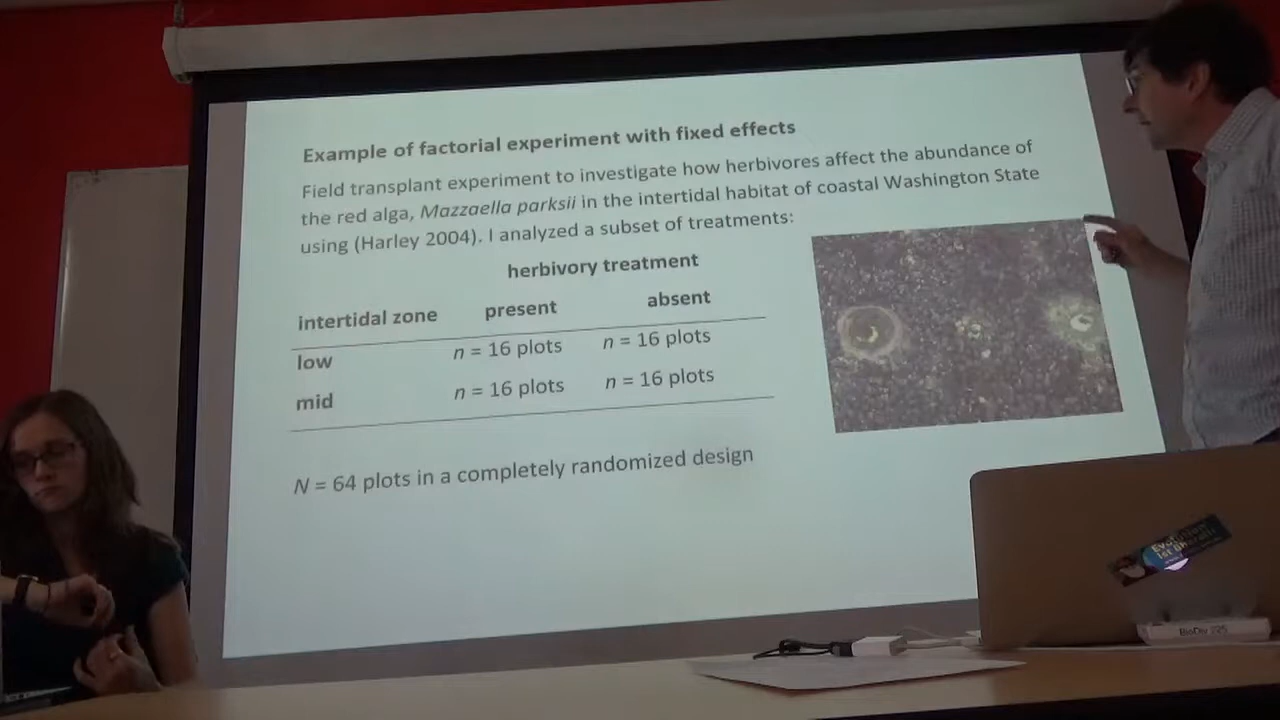 Example of factorial experiment with fixed effects
Field transplant experiment to investigate how herbivores affect the abundance of
the red alga, Mazzaella parksii in the intertidal habitat of coastal Washington State
using (Harley 2004). I analyzed a subset of treatments:
herbivory treatment
intertidal zone present absent
low n = 16 plots n = 16 plots
mid n = 16 plots n = 16 plots
N = 64 plots in a completely randomized design
Evolution
BioDiv